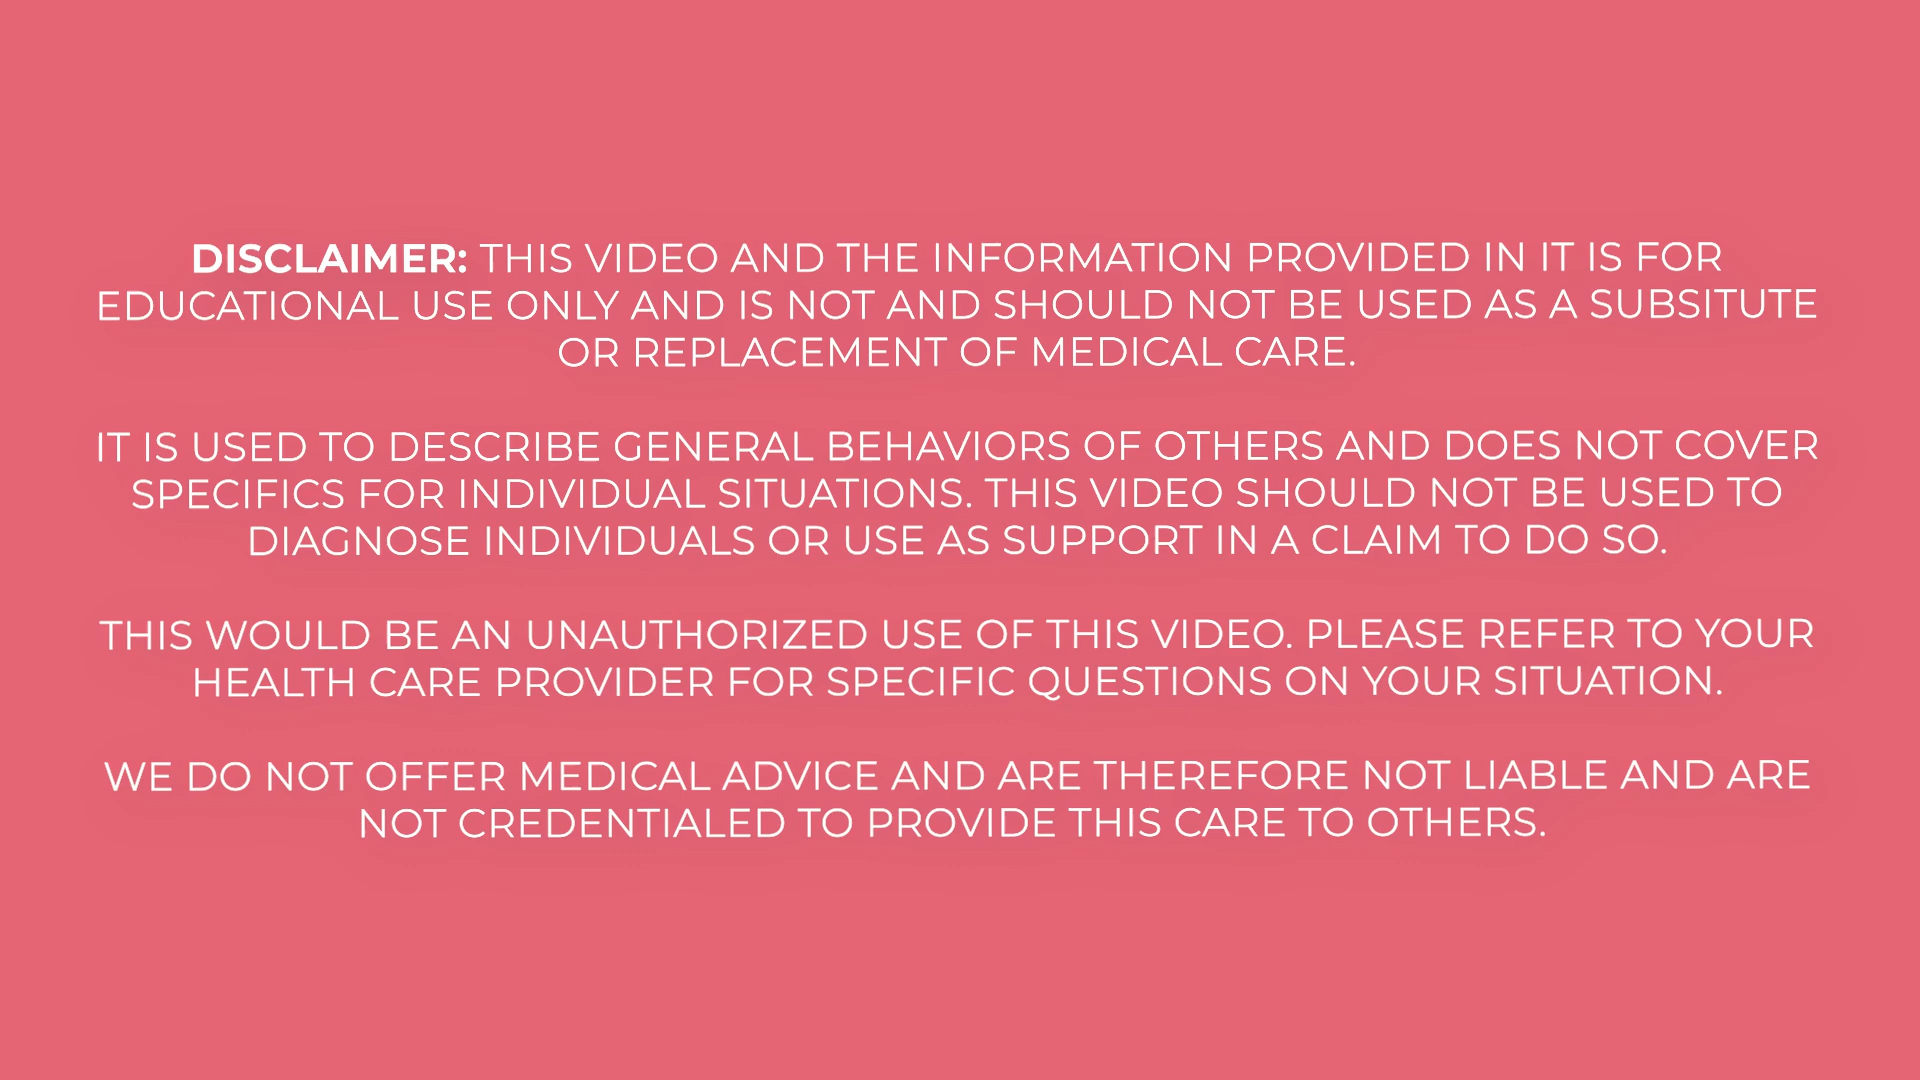 DISCLAIMER: THIS VIDEO AND THE INFORMATION PROVIDED IN IT IS FOR
EDUCATIONAL USE ONLY AND IS NOT AND SHOULD NOT BE USED AS A SUBSITUTE
OR REPLACEMENT OF MEDICAL CARE.
IT IS USED TO DESCRIBE GENERAL BEHAVIORS OF OTHERS AND DOES NOT COVER
SPECIFICS FOR INDIVIDUAL SITUATIONS. THIS VIDEO SHOULD NOT BE USED TO
DIAGNOSE INDIVIDUALS OR USE AS SUPPORT IN A CLAIM TO DO SO.
THIS WOULD BE AN UNAUTHORIZED USE OF THIS VIDEO. PLEASE REFER TO YOUR
HEALTH CARE PROVIDER FOR SPECIFIC QUESTIONS ON YOUR SITUATION.
WE DO NOT OFFER MEDICAL ADVICE AND ARE THEREFORE NOT LIABLE AND ARE
NOT CREDENTIALED TO PROVIDE THIS CARE TO OTHERS.